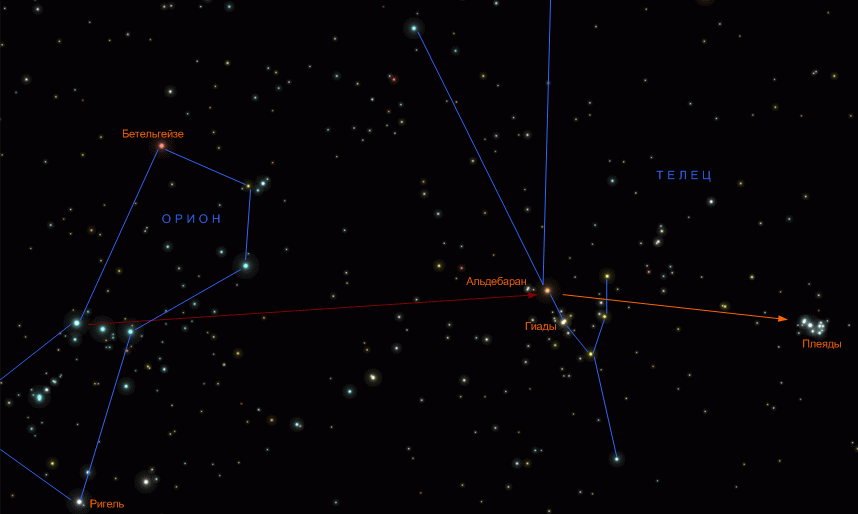 Бетельгейзе
ТЕЛЕЦ
ОРИОН
Альдебаран
Гиады
Плеяды
Ригель